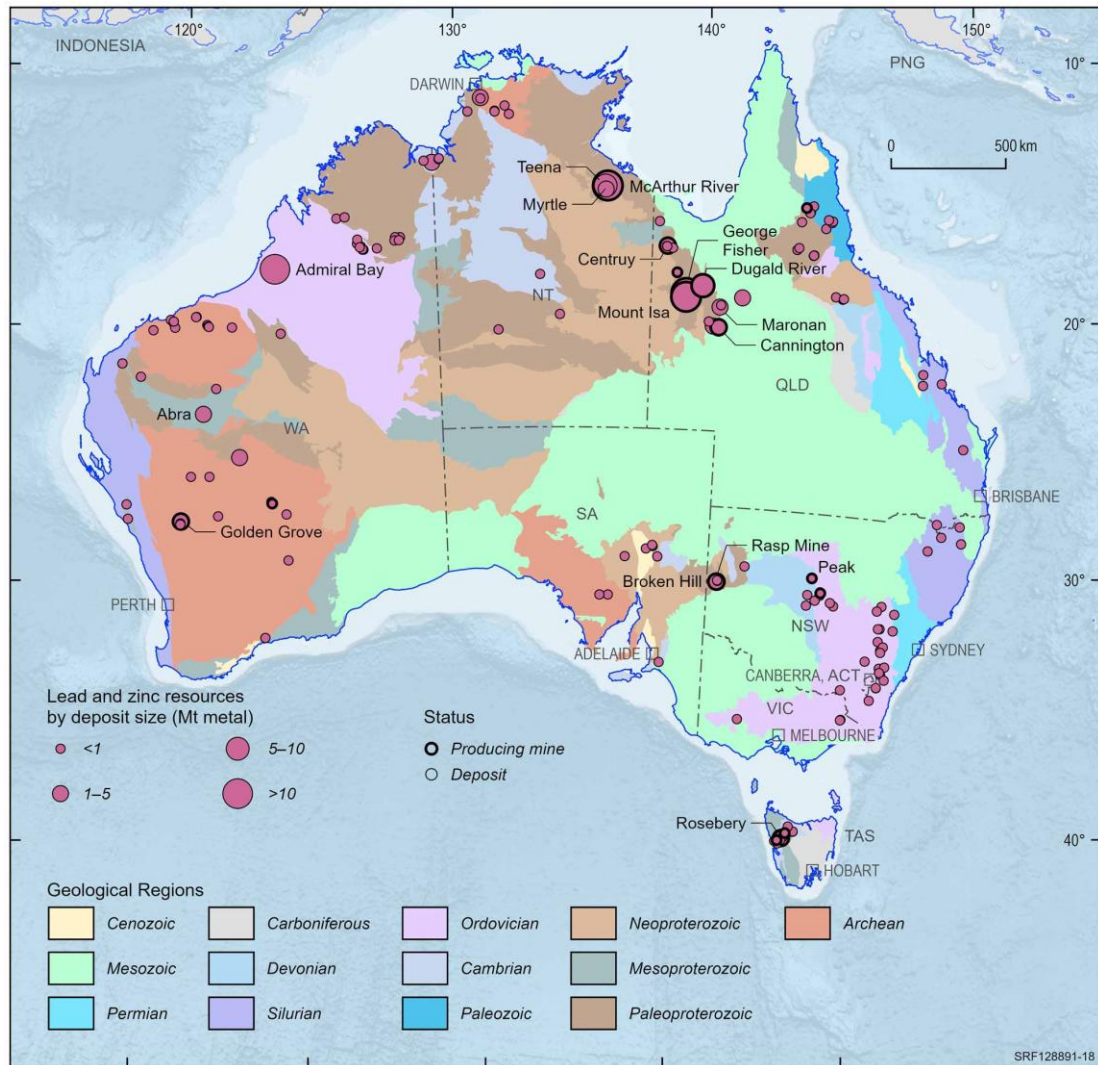 120°
130°
140°
150°
INDONESIA
PNG
10°
DARWIN
0
500 km
Teena
McArthur River
Myrtle
George
Fisher
Centruy
Dugald River
Admiral Bay
NT
Mount Isa
20°
20°
Maronan
Cannington
QLD
Abra
WA
BRISBANE
SA
Golden Grove
Rasp Mine
Peak
30°
30°
Broken Hill
PERTH
NSW
ADELAIDE
SYDNEY
CANBERRA, ACT
Lead and zinc resources
by deposit size (Mt metal)
<1
5–10
1–5
>10
Status
Producing mine
Deposit
VIC
MELBOURNE
Rosebery
TAS
40°
40°
HOBART
Geological Regions
Cenozoic
Carboniferous
Ordovician
Neoproterozoic
Archean
Mesozoic
Devonian
Cambrian
Mesoproterozoic
Permian
Silurian
Paleozoic
Paleoproterozoic
SRF128891-18